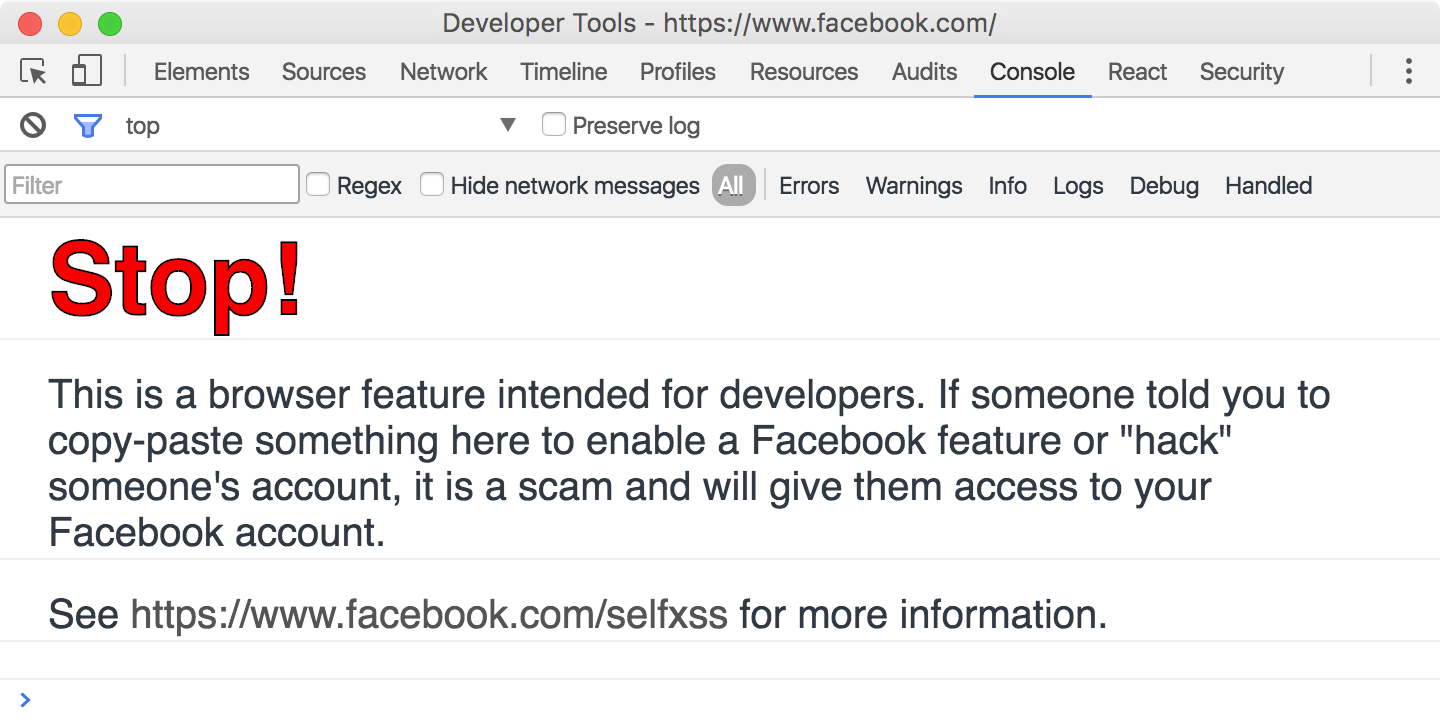 Developer Tools - https://www.facebook.com/
Elements Sources Network Timeline Profiles Resources Audits Console React Security
top Preserve log
Filter Regex Hide network messages All Errors Warnings Info Logs Debug Handled
Stop!
This is a browser feature intended for developers. If someone told you to
copy-paste something here to enable a Facebook feature or "hack"
someone's account, it is a scam and will give them access to your
Facebook account.
See https://www.facebook.com/selfxss for more information.